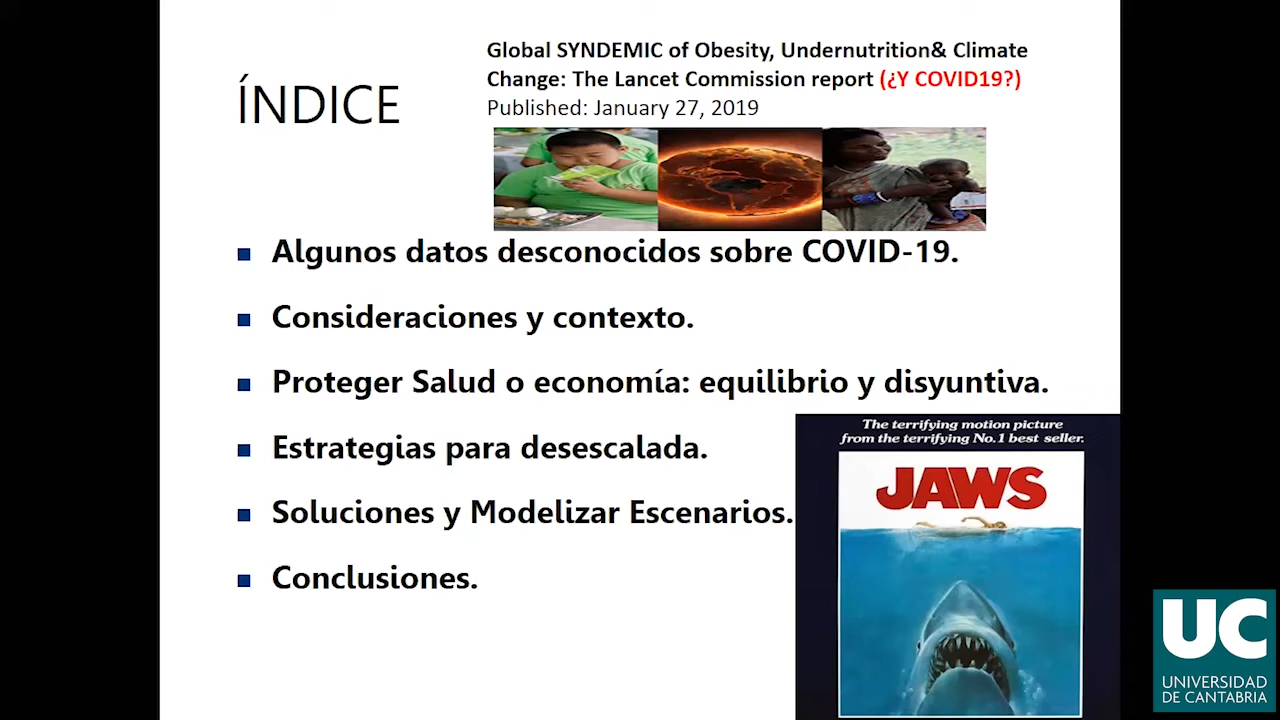 Global SYNDEMIC of Obesity, Undernutrition& Climate
Change: The Lancet Commission report (¿Y COVID19?)
Published: January 27, 2019
ÍNDICE
Algunos datos desconocidos sobre COVID-19.
Consideraciones y contexto.
Proteger Salud o economía: equilibrio y disyuntiva.
Estrategias para desescalada.
Soluciones y Modelizar Escenarios.
Conclusiones.
The terrifying motion picture
from the terrifying No. 1 best seller.
JAWS
UC
UNIVERSIDAD
DE CANTABRIA